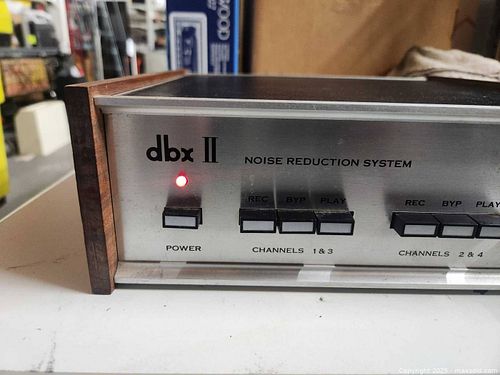 dbx II
NOISE REDUCTION SYSTEM
REC BYP PLAY
REC BYP PLAY
POWER
CHANNELS 1 & 3
CHANNELS 2 & 4
Copyright 2025 - maxsold.com